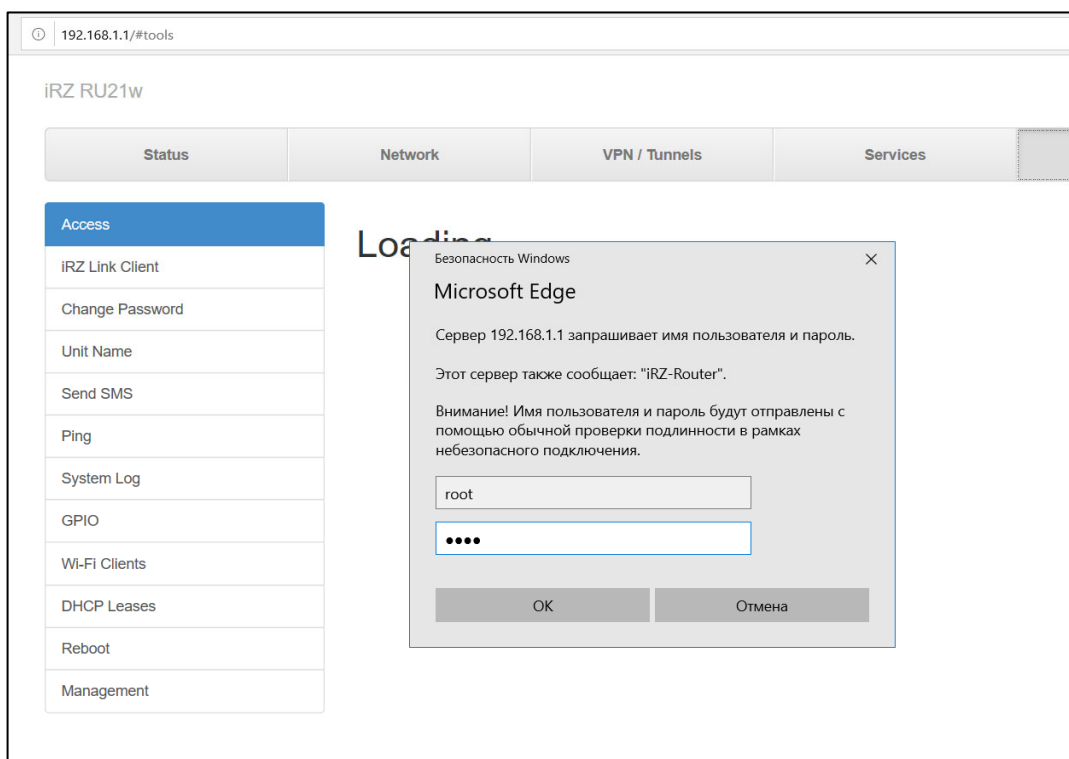 192.168.1.1/#tools
iRZ RU21w
Status
Network
VPN / Tunnels
Services
Access
iRZ Link Client
Change Password
Unit Name
Send SMS
Ping
System Log
GPIO
Wi-Fi Clients
DHCP Leases
Reboot
Management
Безопасность Windows
Microsoft Edge
Сервер 192.168.1.1 запрашивает имя пользователя и пароль.
Этот сервер также сообщает: "iRZ-Router".
Внимание! Имя пользователя и пароль будут отправлены с
помощью обычной проверки подлинности в рамках
небезопасного подключения.
root
••••
OK
Отмена